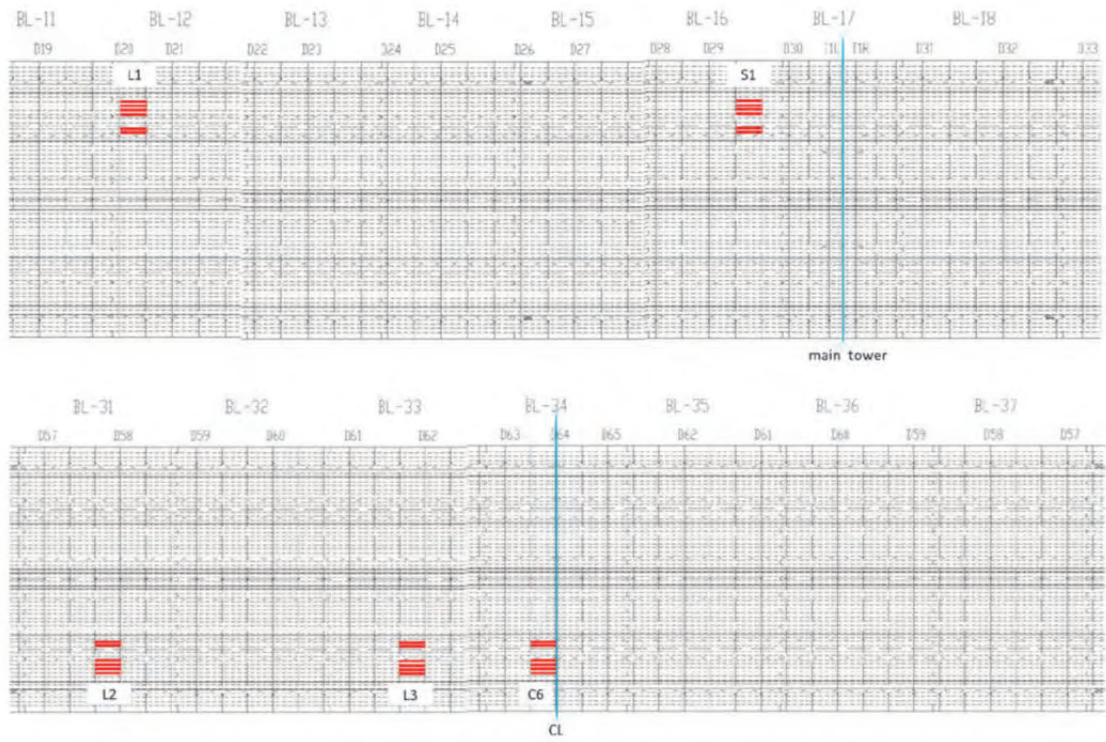 BL-11 BL-12 BL-13 BL-14 BL-15 BL-16 BL-17 BL-18
D19 D20 D21 D22 D23 D24 D25 D26 D27 D28 D29 D30 T1L T1R D31 D32 D33
L1 S1
main tower
BL-31 BL-32 BL-33 BL-34 BL-35 BL-36 BL-37
D57 D58 D59 D60 D61 D62 D63 D64 D65 D62 D61 D60 D59 D58 D57
L2 L3 C6
CL